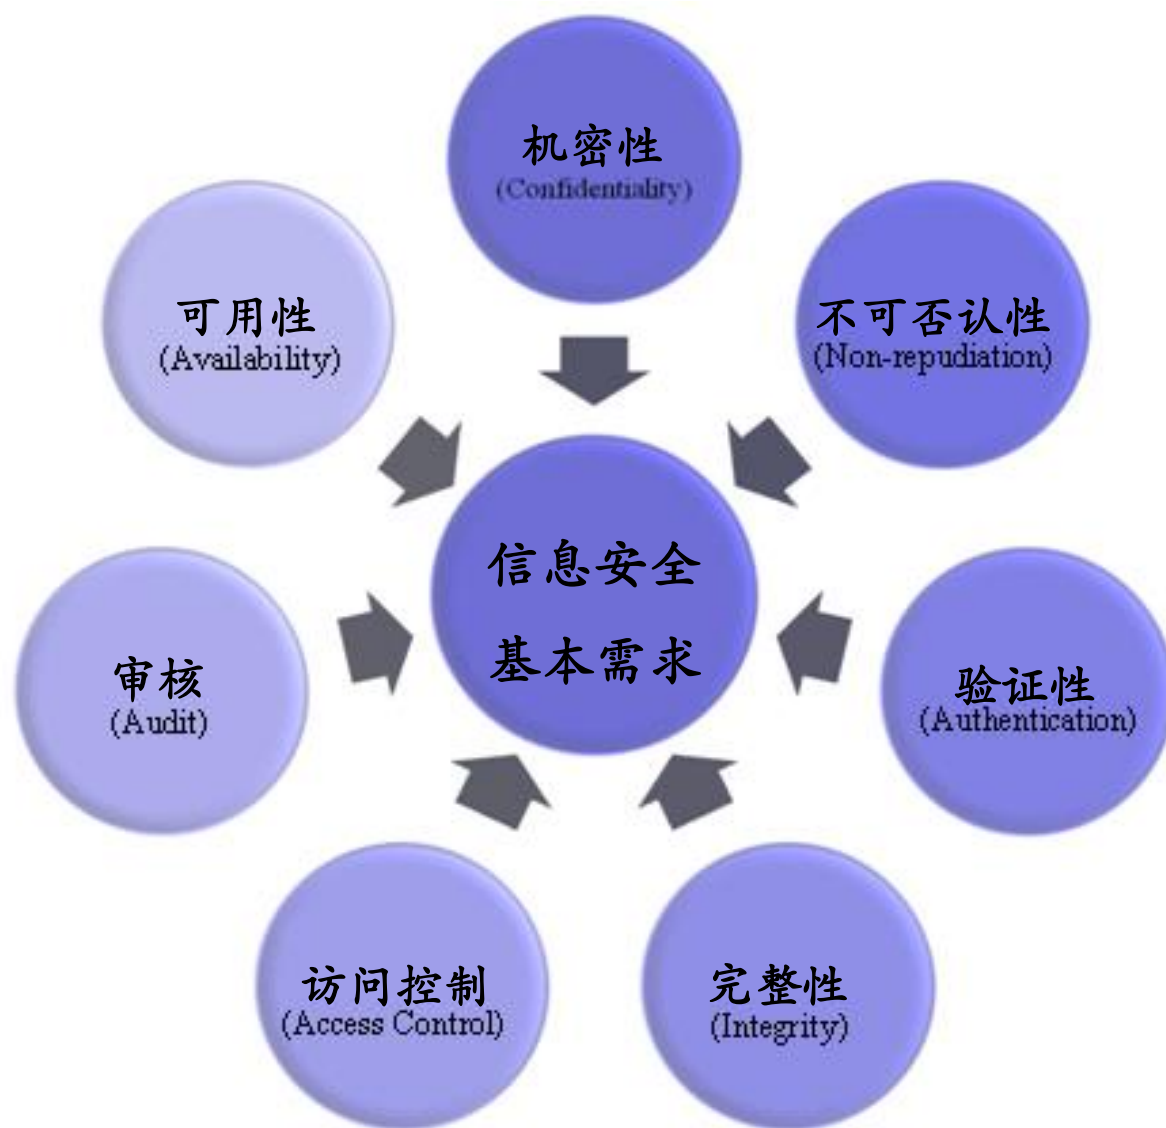 机密性
(Confidentiality)
可用性
(Availability)
不可否认性
(Non-repudiation)
信息安全
基本需求
审核
(Audit)
验证性
(Authentication)
访问控制
(Access Control)
完整性
(Integrity)